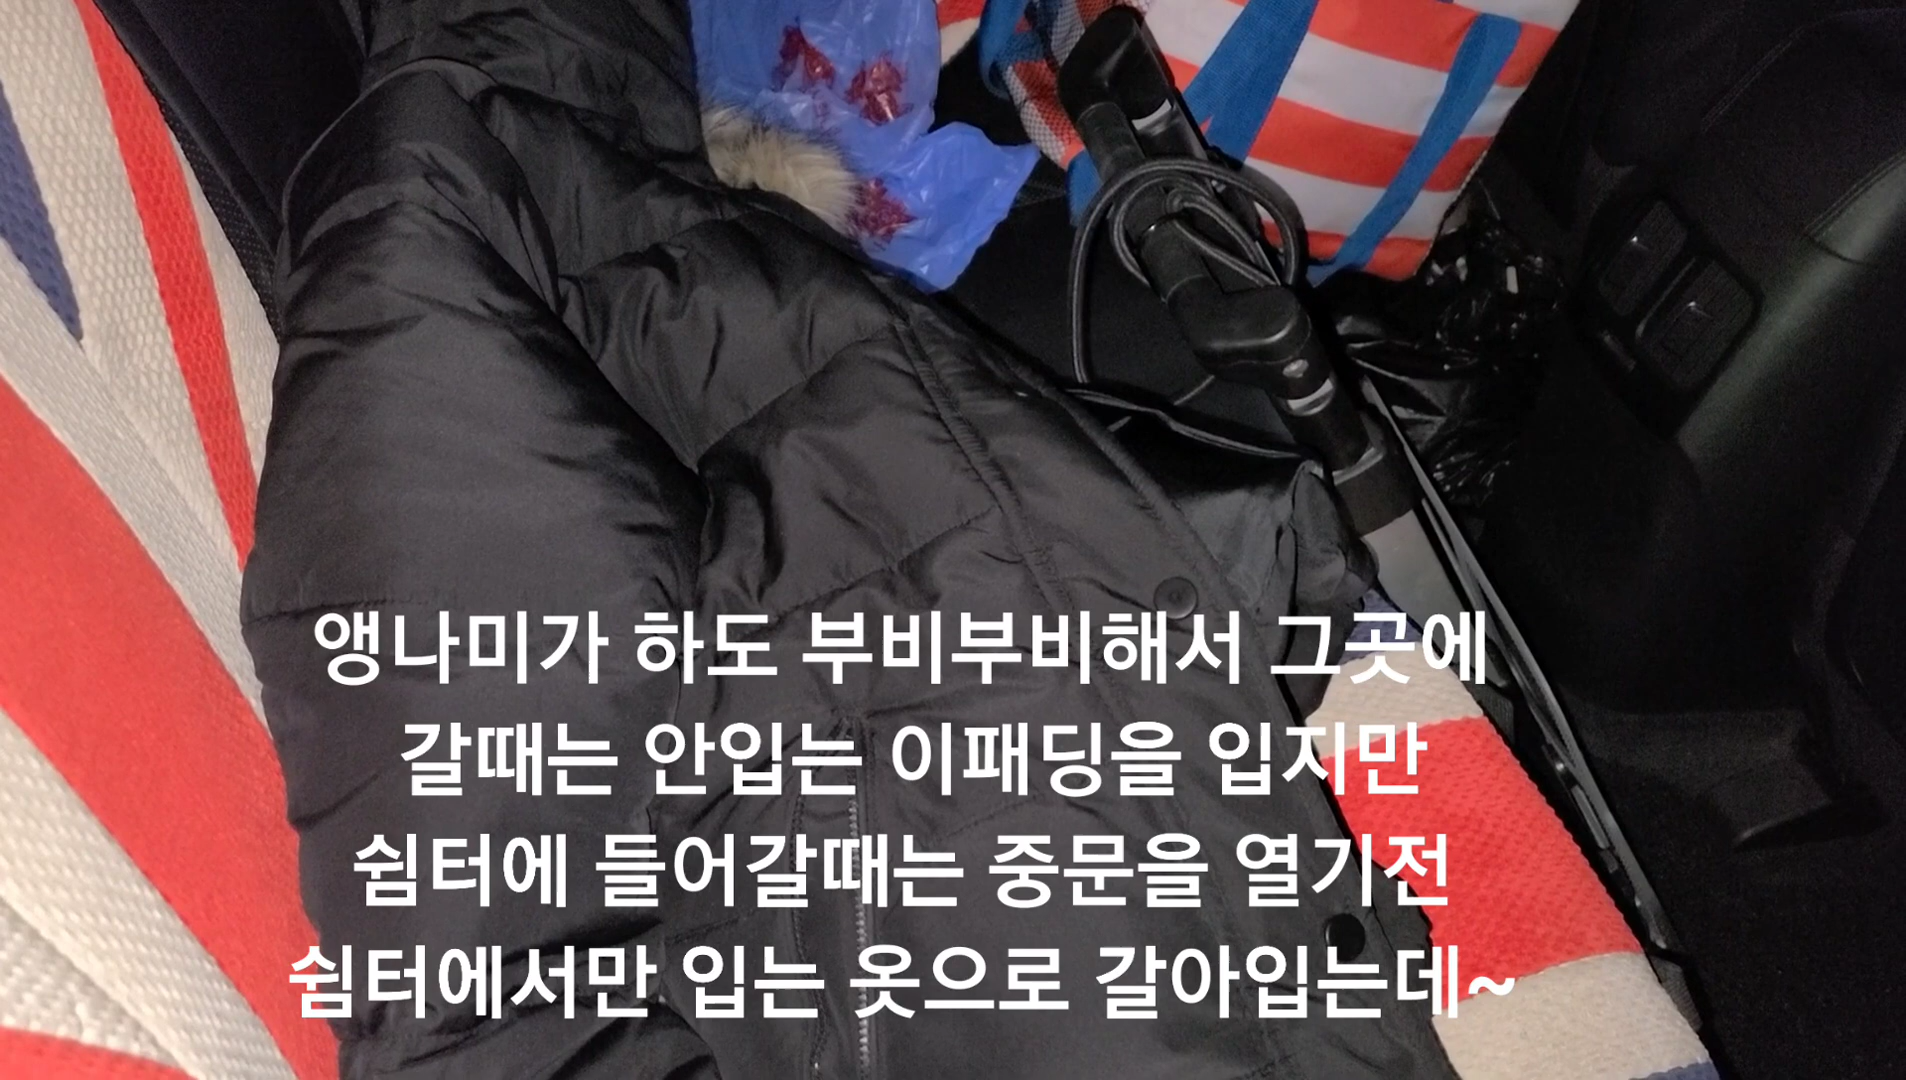 앵나미가 하도 부비부비해서 그곳에
갈때는 안입는 이패딩을 입지만
쉼터에 들어갈때는 중문을 열기전
쉼터에서만 입는 옷으로 갈아입는데~